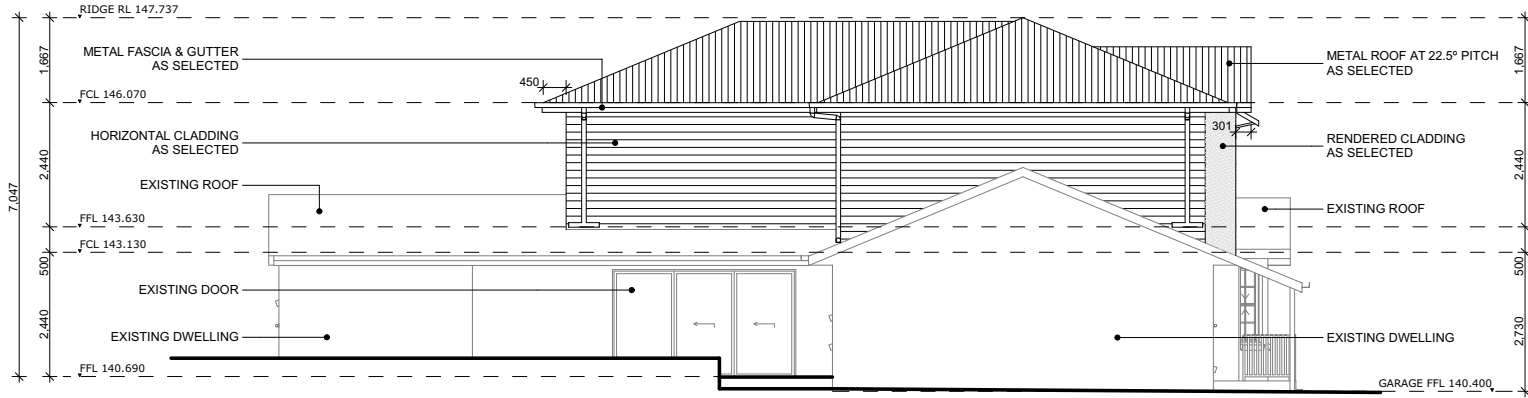 RIDGE RL 147.737
METAL FASCIA & GUTTER
AS SELECTED
450
FCL 146.070
HORIZONTAL CLADDING
AS SELECTED
EXISTING ROOF
FFL 143.630
FCL 143.130
EXISTING DOOR
EXISTING DWELLING
FFL 140.690
7,047
1,667
2,440
500
2,440
METAL ROOF AT 22.5º PITCH
AS SELECTED
301
RENDERED CLADDING
AS SELECTED
EXISTING ROOF
EXISTING DWELLING
GARAGE FFL 140.400
1,667
2,440
500
2,730